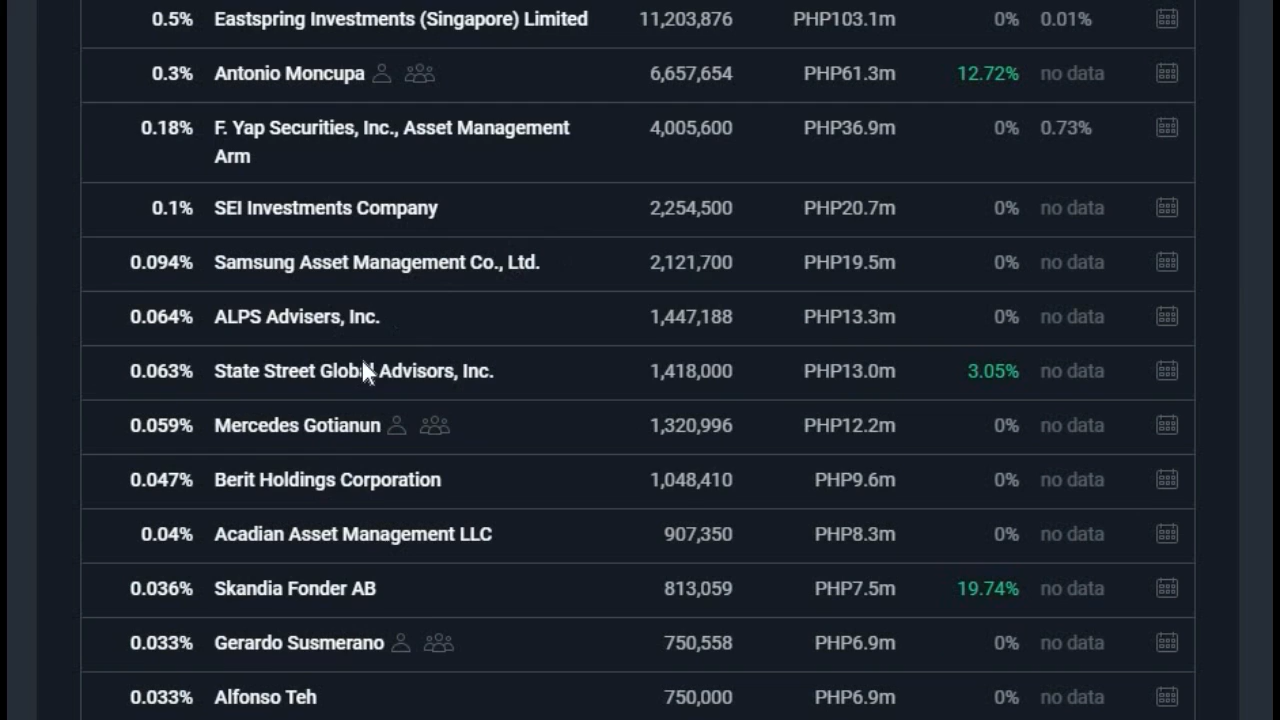 0.5% Eastspring Investments (Singapore) Limited 11,203,876 PHP103.1m 0% 0.01%
0.3% Antonio Moncupa 6,657,654 PHP61.3m 12.72% no data
0.18% F. Yap Securities, Inc., Asset Management 4,005,600 PHP36.9m 0% 0.73%
Arm
0.1% SEI Investments Company 2,254,500 PHP20.7m 0% no data
0.094% Samsung Asset Management Co., Ltd. 2,121,700 PHP19.5m 0% no data
0.064% ALPS Advisers, Inc. 1,447,188 PHP13.3m 0% no data
0.063% State Street Global Advisors, Inc. 1,418,000 PHP13.0m 3.05% no data
0.059% Mercedes Gotianun 1,320,996 PHP12.2m 0% no data
0.047% Berit Holdings Corporation 1,048,410 PHP9.6m 0% no data
0.04% Acadian Asset Management LLC 907,350 PHP8.3m 0% no data
0.036% Skandia Fonder AB 813,059 PHP7.5m 19.74% no data
0.033% Gerardo Susmerano 750,558 PHP6.9m 0% no data
0.033% Alfonso Teh 750,000 PHP6.9m 0% no data